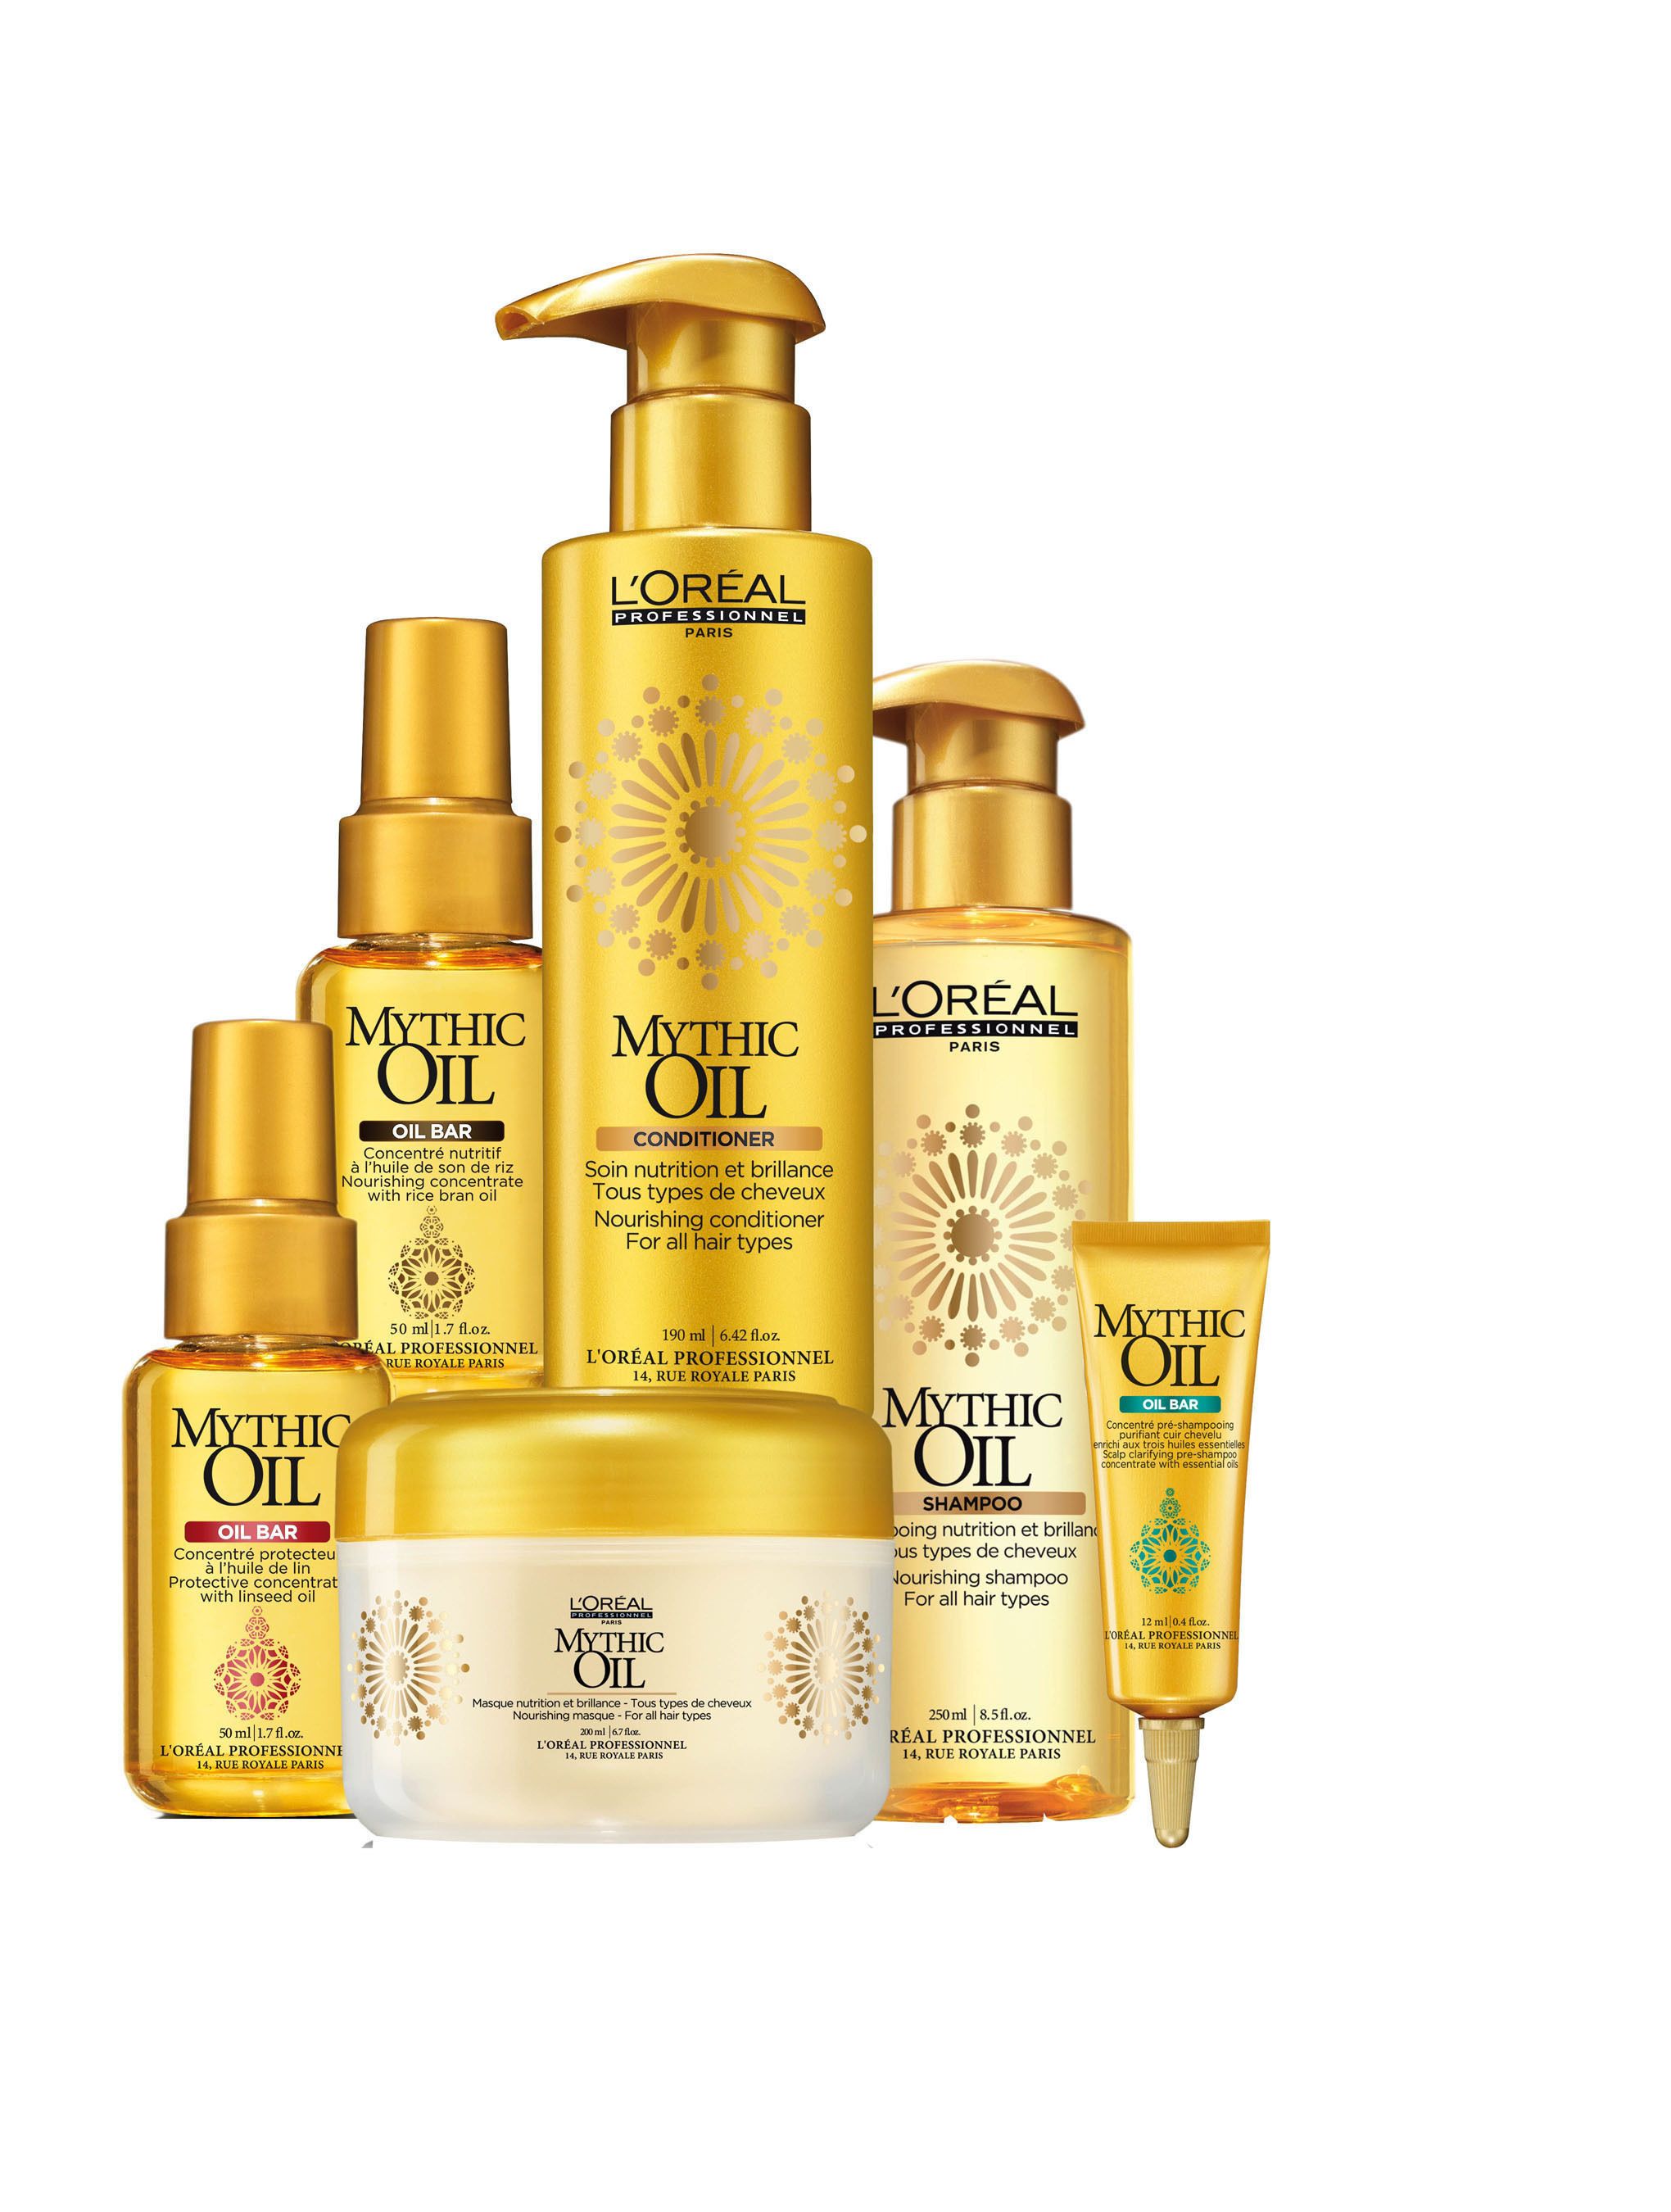 L'ORÉAL
PROFESSIONNEL
PARIS
MYTHIC
OIL
CONDITIONER
Soin nutrition et brillance
Tous types de cheveux
Nourishing conditioner
For all hair types
190 ml | 6.42 fl.oz.
L'ORÉAL PROFESSIONNEL
14, RUE ROYALE PARIS
MYTHIC
OIL
OIL BAR
Concentré nutritif
à l'huile de son de riz
Nourishing concentrate
with rice bran oil
50 ml|1.7 fl.oz.
ORÉAL PROFESSIONNEL
RUE ROYALE PARIS
MYTHIC
OIL
OIL BAR
Concentré protecteu
à l'huile de lin
Protective concentrat
with linseed oil
50 ml|1.7 fl.oz.
L'ORÉAL PROFESSIONNE
14, RUE ROYALE PARIS
L'ORÉAL
PROFESSIONNEL
PARIS
MYTHIC
OIL
Masque nutrition et brillance - Tous types de cheveux
Nourishing masque - For all hair types
200 ml | 6.7 fl.oz.
L'ORÉAL PROFESSIONNEL
14, RUE ROYALE PARIS
L'ORÉAL
PROFESSIONNEL
PARIS
MYTHIC
OIL
SHAMPOO
ooing nutrition et brillanc
ous types de cheveux
Nourishing shampoo
For all hair types
250 ml | 8.5 fl.oz.
RÉAL PROFESSIONNEL
14, RUE ROYALE PARIS
MYTHIC
OIL
OIL BAR
Concentré pré-shampooing
purifiant cuir chevelu
enrichi aux trois huiles essentielles
Scalp clarifying pre-shampoo
concentrate with essential oils
12 ml|0.4 fl.oz.
L'ORÉAL PROFESSIONNEL
14, RUE ROYALE PARIS